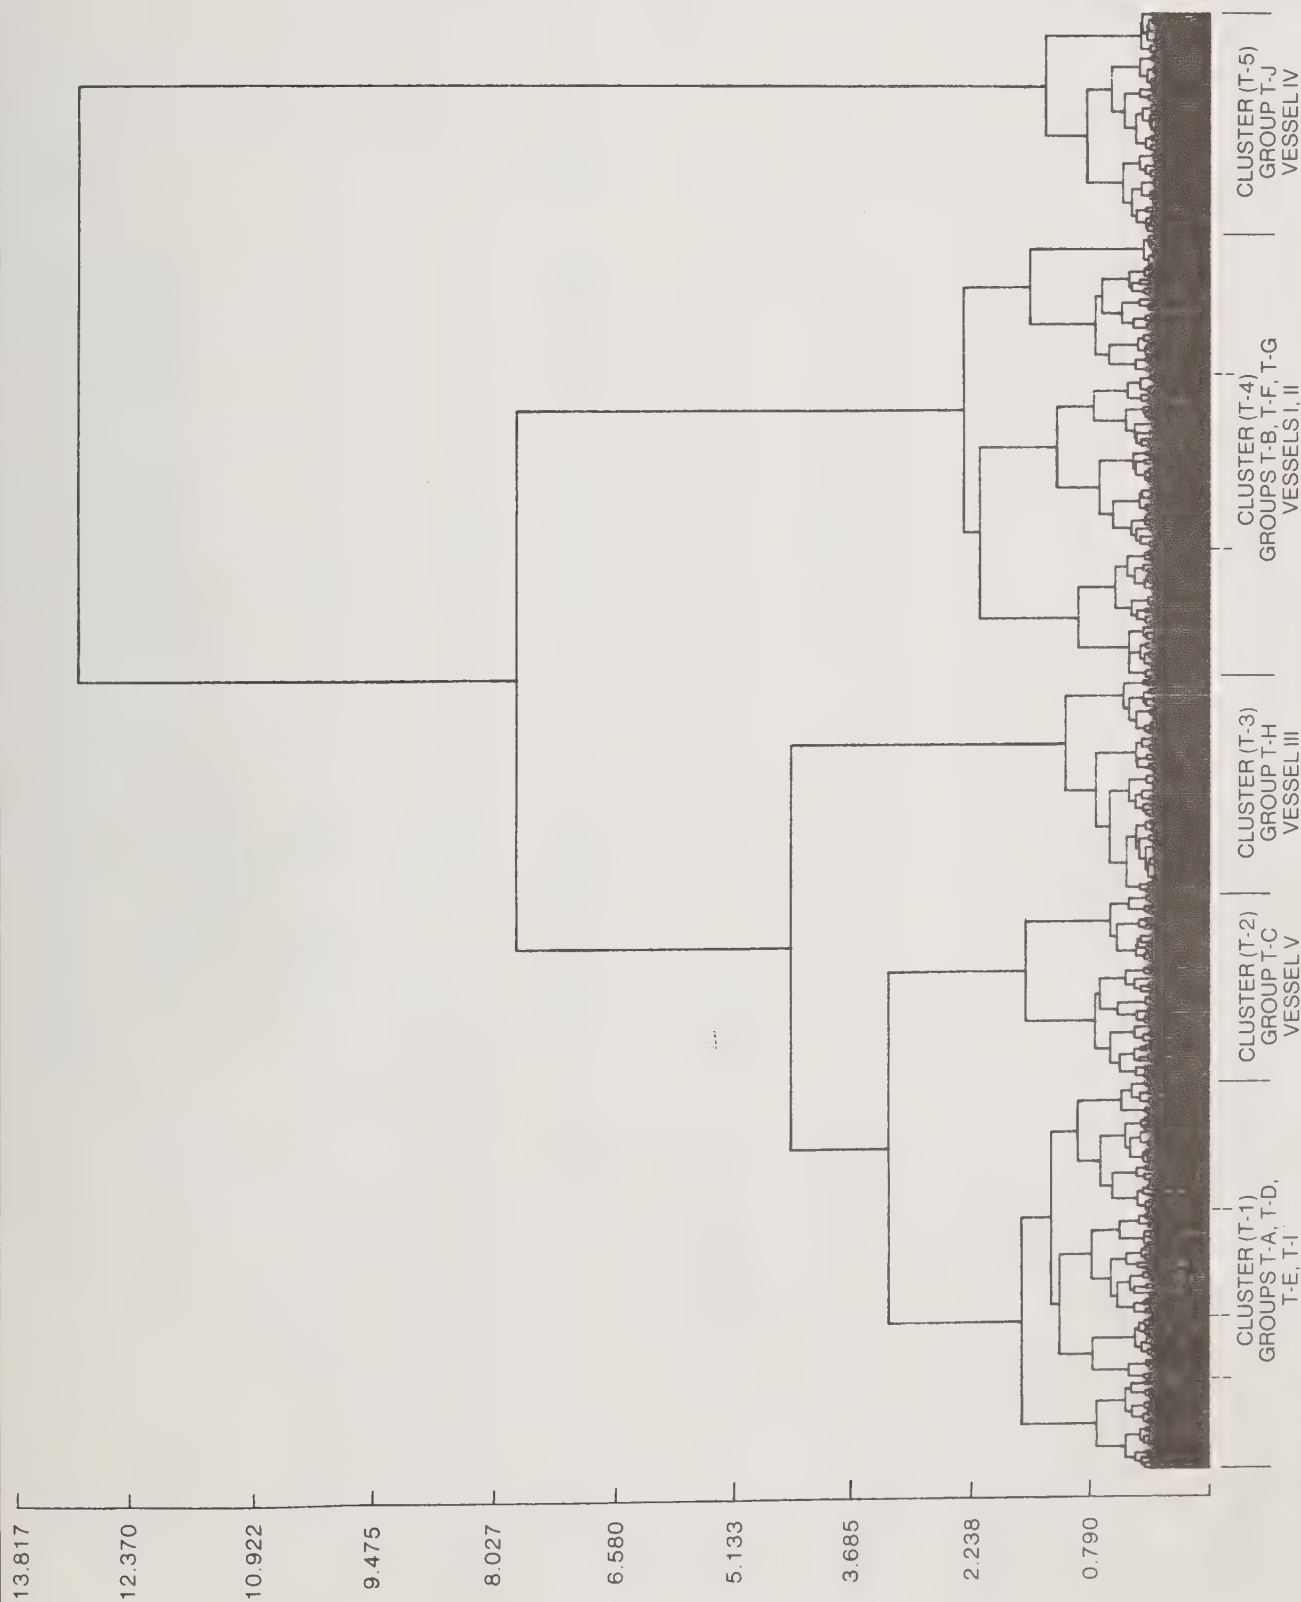 13.817
12.370
10.922
9.475
8.027
6.580
5.133
3.685
2.238
0.790
CLUSTER (T-1)
GROUPS T-A, T-D,
T-E, T-I
CLUSTER (T-2)
GROUP T-C
VESSEL V
CLUSTER (T-3)
GROUP T-H
VESSEL III
CLUSTER (T-4)
GROUPS T-B, T-F, T-G
VESSELS I, II
CLUSTER (T-5)
GROUP T-J
VESSEL IV